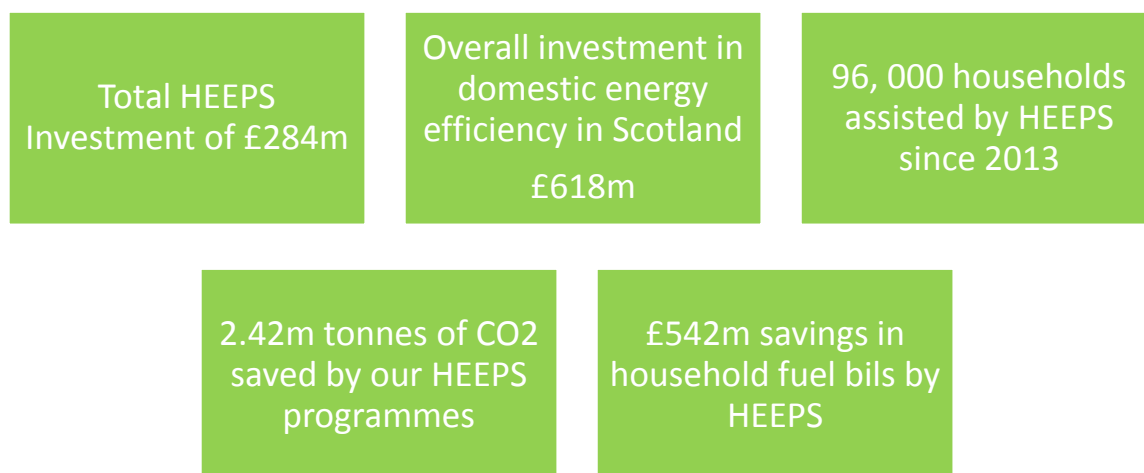 Total HEEPS
Investment of £284m
Overall investment in
domestic energy
efficiency in Scotland
£618m
96, 000 households
assisted by HEEPS
since 2013
2.42m tonnes of CO2
saved by our HEEPS
programmes
£542m savings in
household fuel bils by
HEEPS